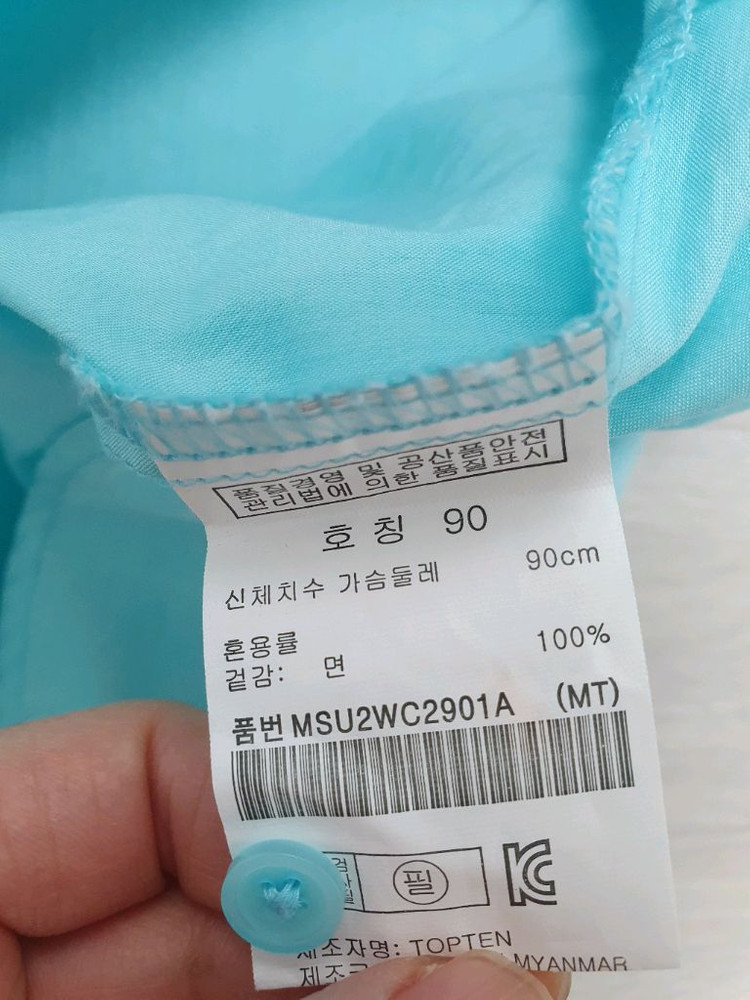 품질경영 및 공산품안전
관리법에 의한 품질표시
호 칭 90
신체치수 가슴둘레 90cm
혼용률
겉감: 면 100%
품번 MSU2WC2901A (MT)
필
제조자명: TOPTEN
MYANMAR